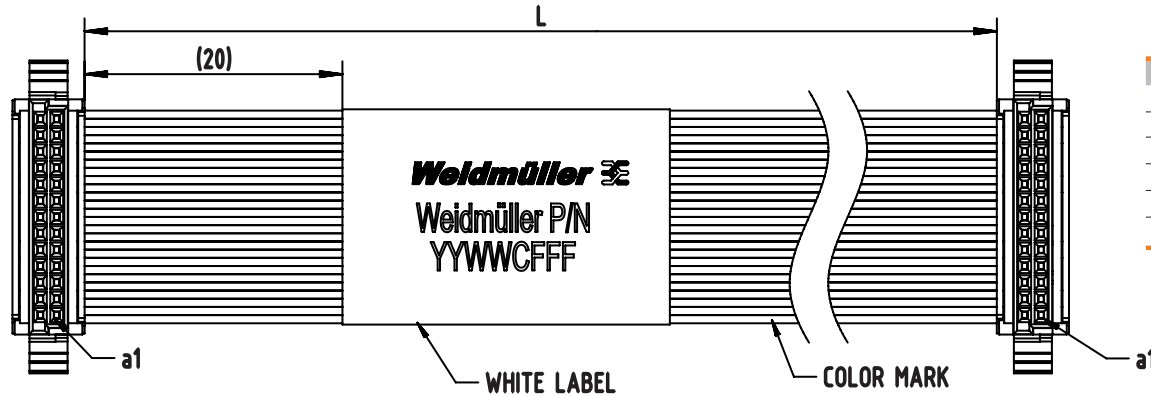 L
(20)
Weidmüller
Weidmüller P/N
YYWWCFFF
a1
a1
WHITE LABEL
COLOR MARK